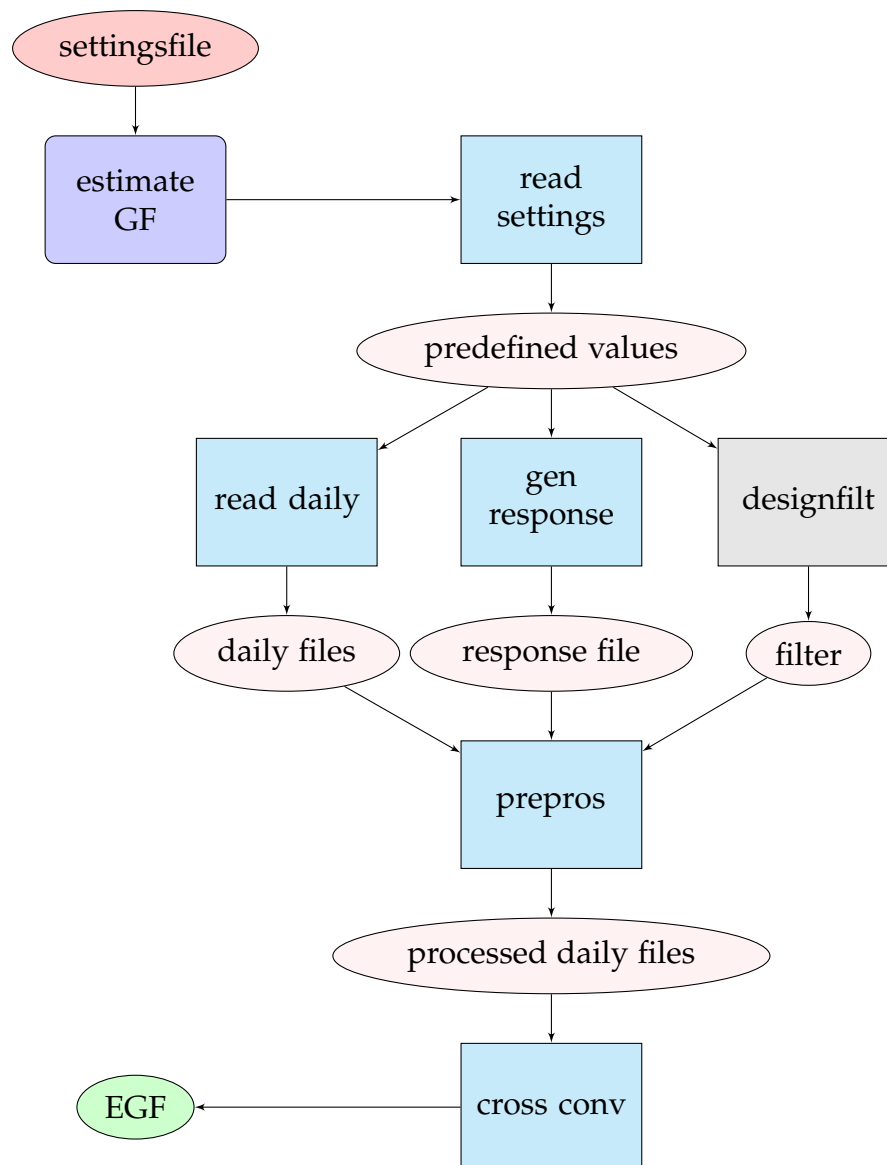 settingsfile
estimate
GF
read
settings
predefined values
read daily
gen
response
designfilt
daily files
response file
filter
prepros
processed daily files
EGF
cross conv